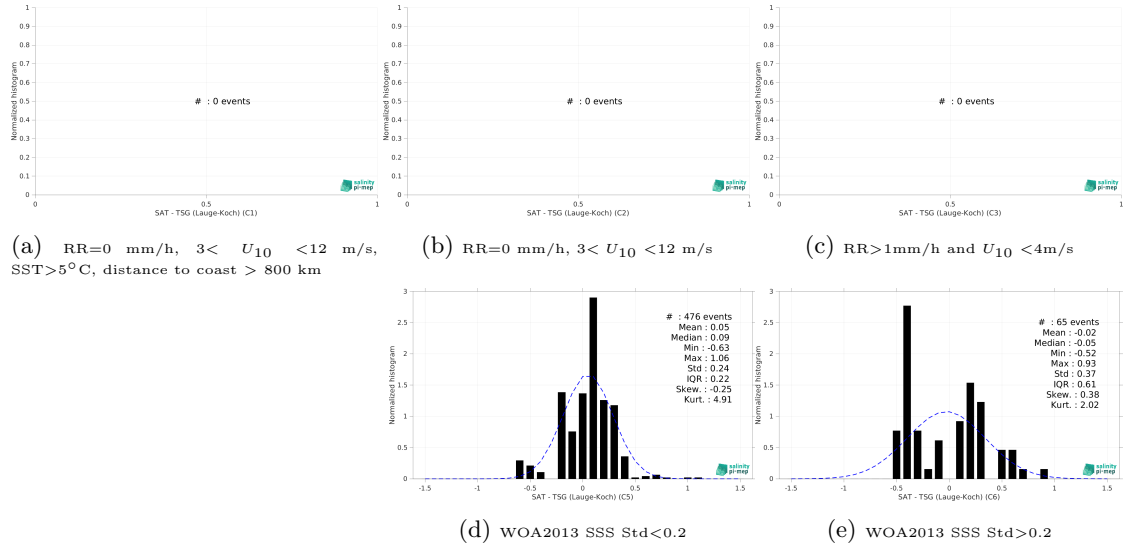 1
0.9
0.8
0.7
0.6
0.5
0.4
0.3
0.2
0.1
0
Normalized histogram
# : 0 events
salinity
pi-mep
0 0.5 1
SAT - TSG (Lauge-Koch) (C1)
(a) RR=0 mm/h, 3< U10 <12 m/s,
SST>5°C, distance to coast > 800 km
1
0.9
0.8
0.7
0.6
0.5
0.4
0.3
0.2
0.1
0
Normalized histogram
# : 0 events
salinity
pi-mep
0 0.5 1
SAT - TSG (Lauge-Koch) (C2)
(b) RR=0 mm/h, 3< U10 <12 m/s
1
0.9
0.8
0.7
0.6
0.5
0.4
0.3
0.2
0.1
0
Normalized histogram
# : 0 events
salinity
pi-mep
0 0.5 1
SAT - TSG (Lauge-Koch) (C3)
(c) RR>1mm/h and U10 <4m/s
3
2.5
2
1.5
1
0.5
0
Normalized histogram
# : 476 events
Mean : 0.05
Median : 0.09
Min : -0.63
Max : 1.06
Std : 0.24
IQR : 0.22
Skew. : -0.25
Kurt. : 4.91
salinity
pi-mep
-1.5 -1 -0.5 0 0.5 1 1.5
SAT - TSG (Lauge-Koch) (C5)
(d) WOA2013 SSS Std<0.2
3
2.5
2
1.5
1
0.5
0
Normalized histogram
# : 65 events
Mean : -0.02
Median : -0.05
Min : -0.52
Max : 0.93
Std : 0.37
IQR : 0.61
Skew. : 0.38
Kurt. : 2.02
salinity
pi-mep
-1.5 -1 -0.5 0 0.5 1 1.5
SAT - TSG (Lauge-Koch) (C6)
(e) WOA2013 SSS Std>0.2